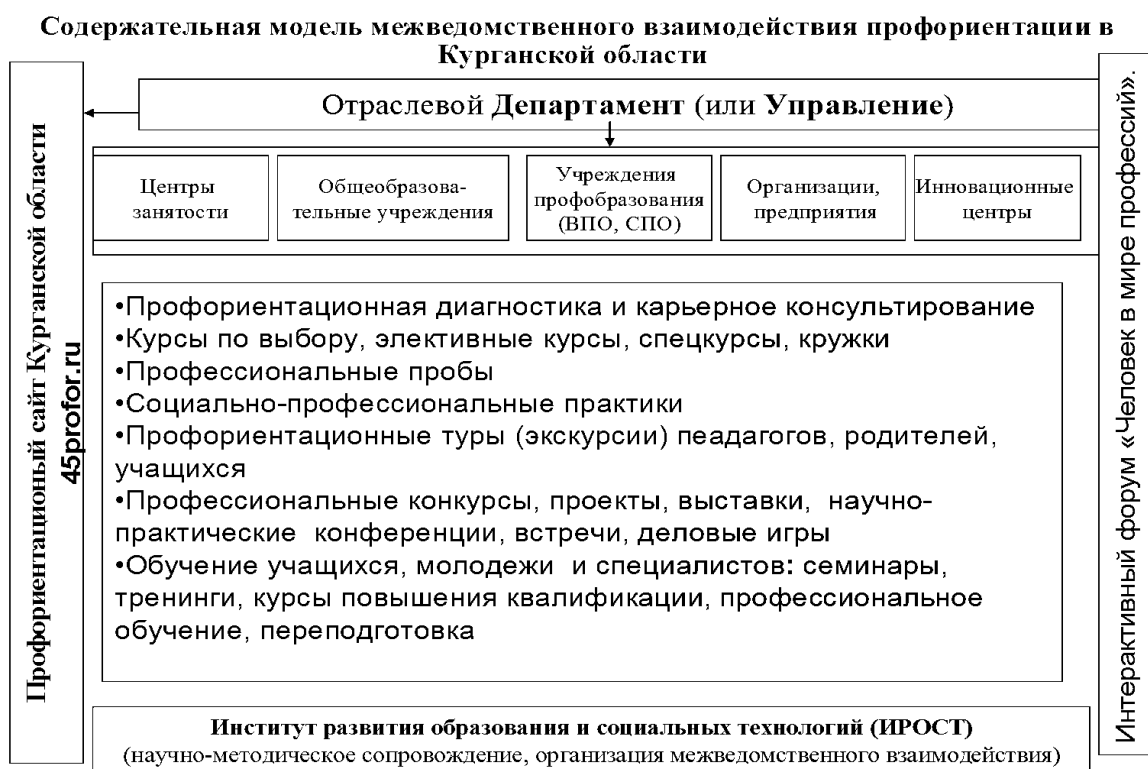 Содержательная модель межведомственного взаимодействия профориентации в
Курганской области
Профориентационный сайт Курганской области
45profor.ru
Отраслевой Департамент (или Управление)
Центры
занятости
Общеобразова-
тельные учреждения
Учреждения
профобразования
(ВПО, СПО)
Организации,
предприятия
Инновационные
центры
•Профориентационная диагностика и карьерное консультирование
•Курсы по выбору, элективные курсы, спецкурсы, кружки
•Профессиональные пробы
•Социально-профессиональные практики
•Профориентационные туры (экскурсии) пеадагогов, родителей,
учащихся
•Профессиональные конкурсы, проекты, выставки, научно-
практические конференции, встречи, деловые игры
•Обучение учащихся, молодежи и специалистов: семинары,
тренинги, курсы повышения квалификации, профессиональное
обучение, переподготовка
Институт развития образования и социальных технологий (ИРОСТ)
(научно-методическое сопровождение, организация межведомственного взаимодействия)
Интерактивный форум «Человек в мире профессий».